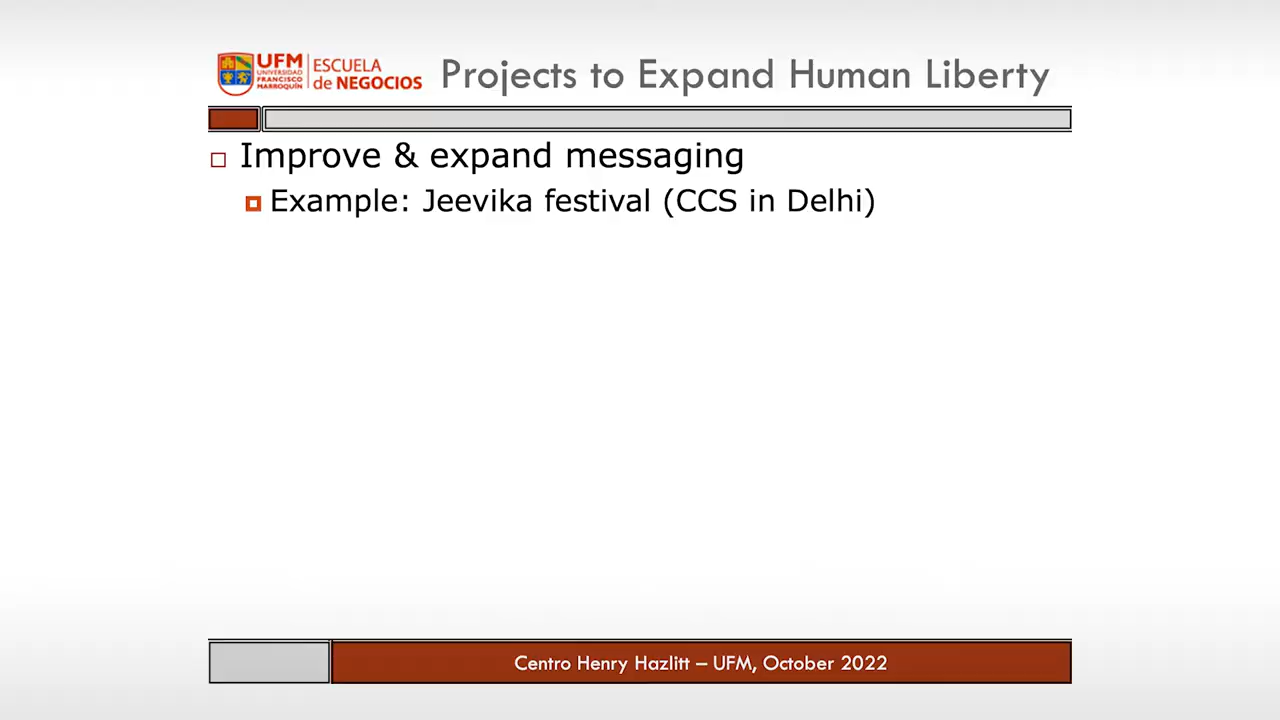 UFM
UNIVERSIDAD
FRANCISCO
MARROQUÍN
ESCUELA
de NEGOCIOS
Projects to Expand Human Liberty
Improve & expand messaging
Example: Jeevika festival (CCS in Delhi)
Centro Henry Hazlitt – UFM, October 2022